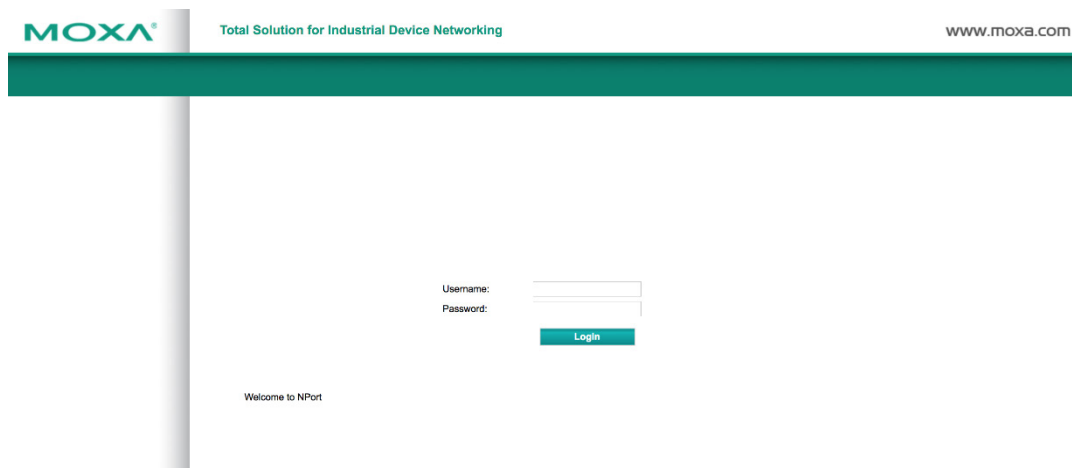 MOXA®
Total Solution for Industrial Device Networking
www.moxa.com
Username:
Password:
LogIn
Welcome to NPort